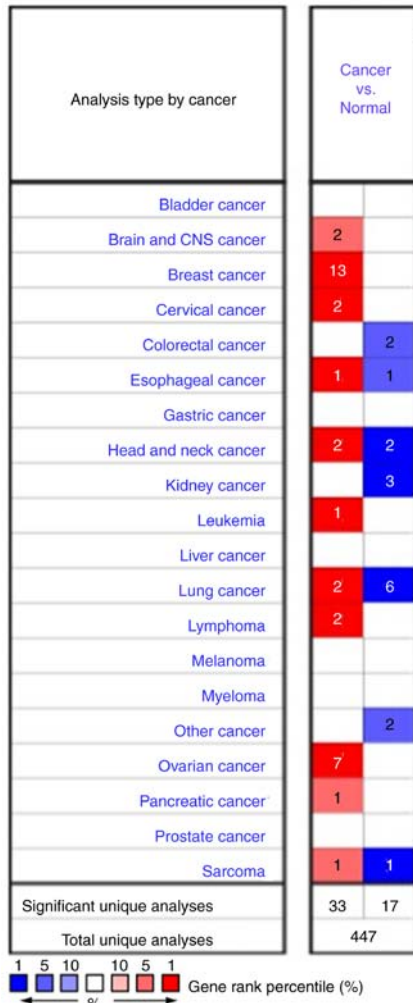 Analysis type by cancer
Cancer
vs.
Normal
Bladder cancer
Brain and CNS cancer 2
Breast cancer 13
Cervical cancer 2
Colorectal cancer 2
Esophageal cancer 1 1
Gastric cancer
Head and neck cancer 2 2
Kidney cancer 3
Leukemia 1
Liver cancer
Lung cancer 2 6
Lymphoma 2
Melanoma
Myeloma
Other cancer 2
Ovarian cancer 7
Pancreatic cancer 1
Prostate cancer
Sarcoma 1 1
Significant unique analyses 33 17
Total unique analyses 447
1 5 10 10 5 1
Gene rank percentile (%)
%